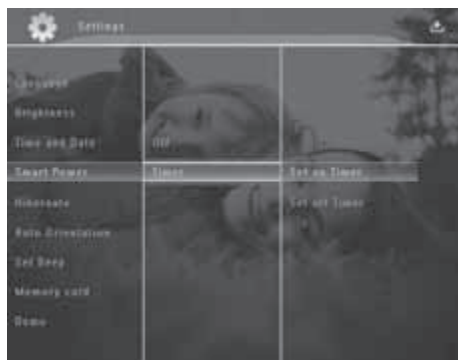 Settings
Language
Brightness
Time and Date
Off
Smart Power
Timer
Set on Timer
Hibernate
Set off Timer
Auto Orientation
Set Beep
Memory card
Demo